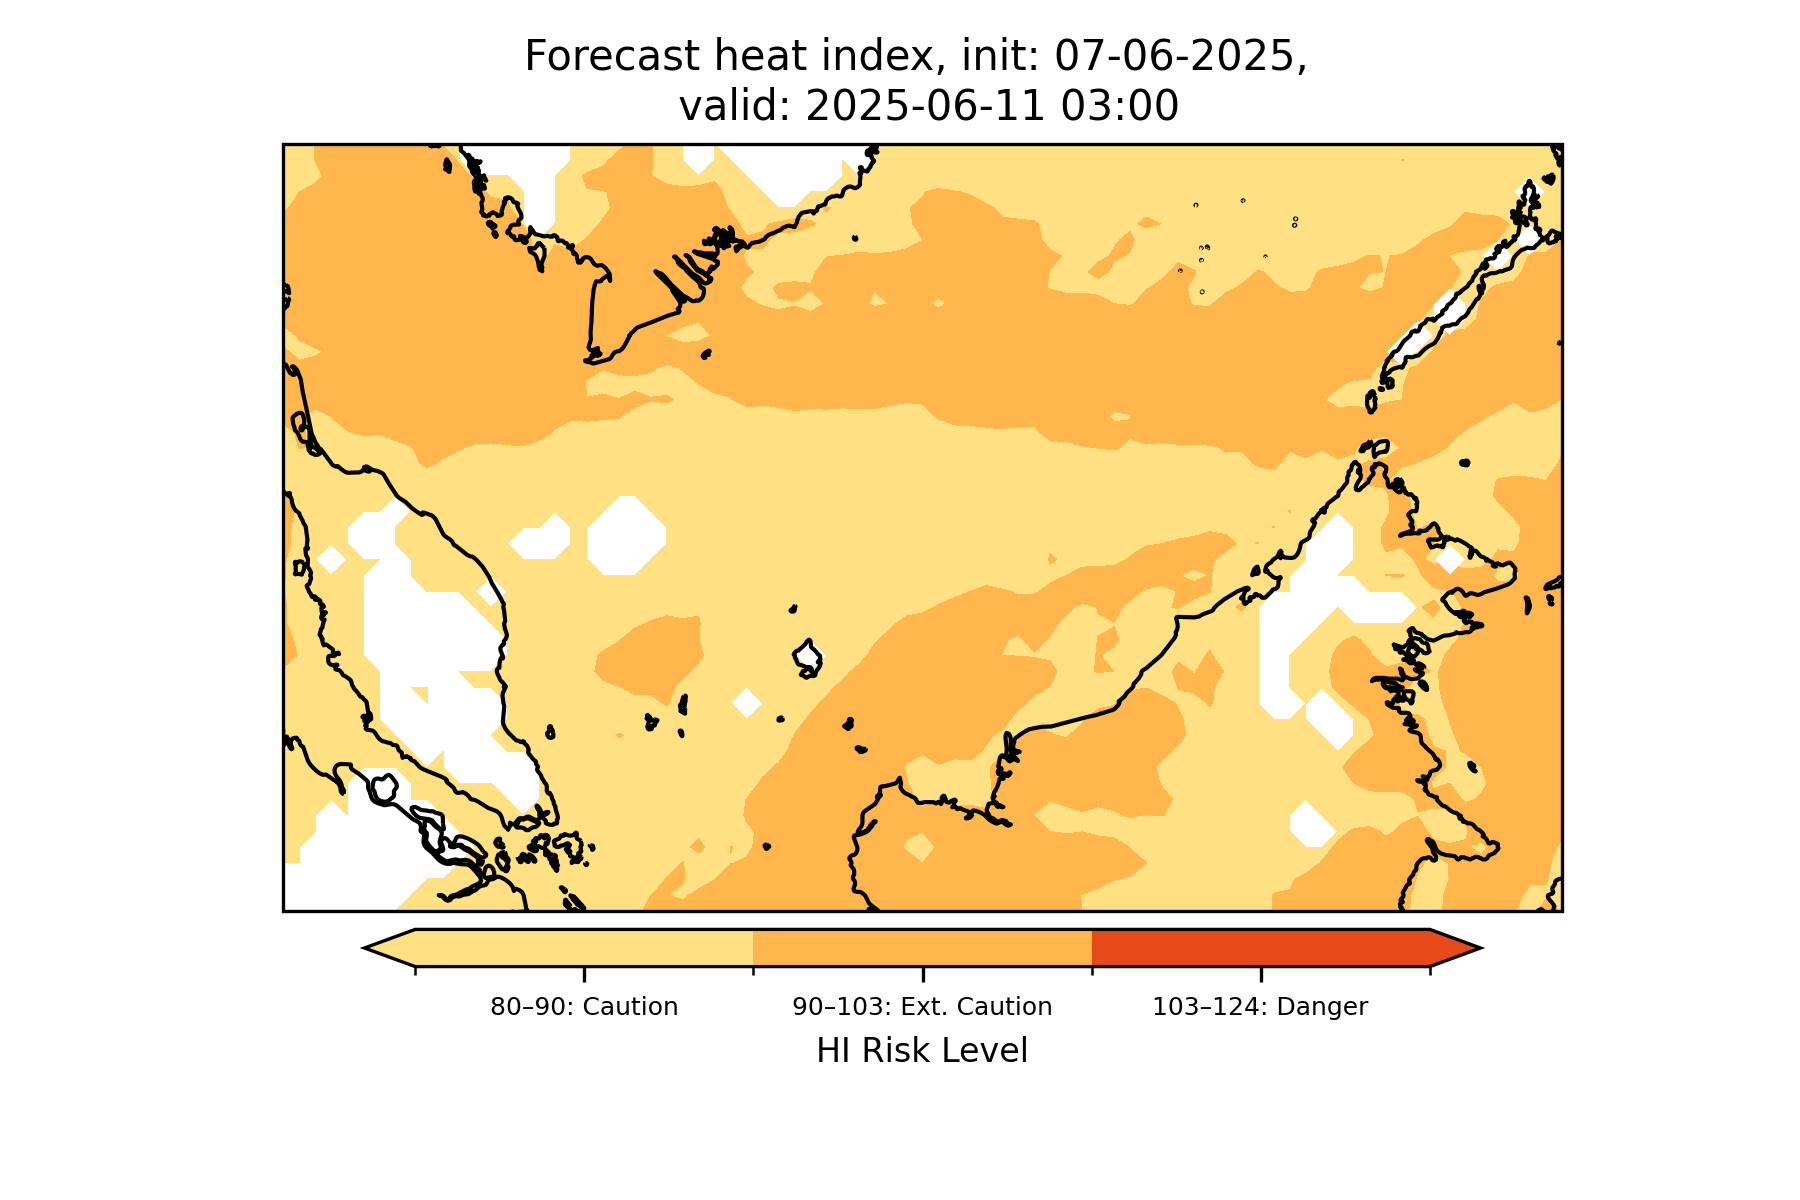 Forecast heat index, init: 07-06-2025,
valid: 2025-06-11 03:00
80–90: Caution
90–103: Ext. Caution
103–124: Danger
HI Risk Level